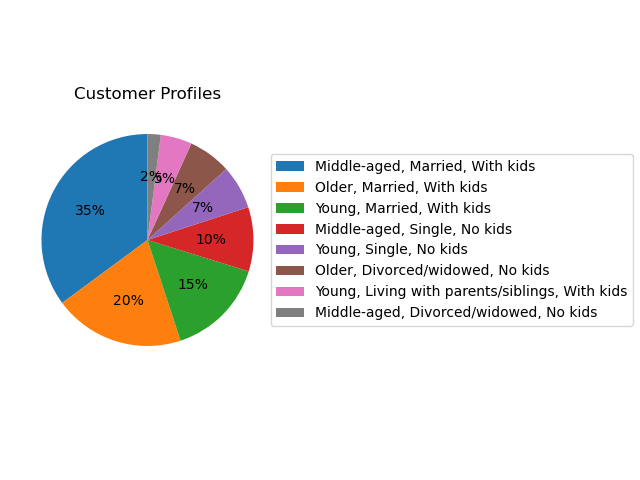 Customer Profiles
2%
5%
7%
7%
35%
10%
15%
20%
Middle-aged, Married, With kids
Older, Married, With kids
Young, Married, With kids
Middle-aged, Single, No kids
Young, Single, No kids
Older, Divorced/widowed, No kids
Young, Living with parents/siblings, With kids
Middle-aged, Divorced/widowed, No kids